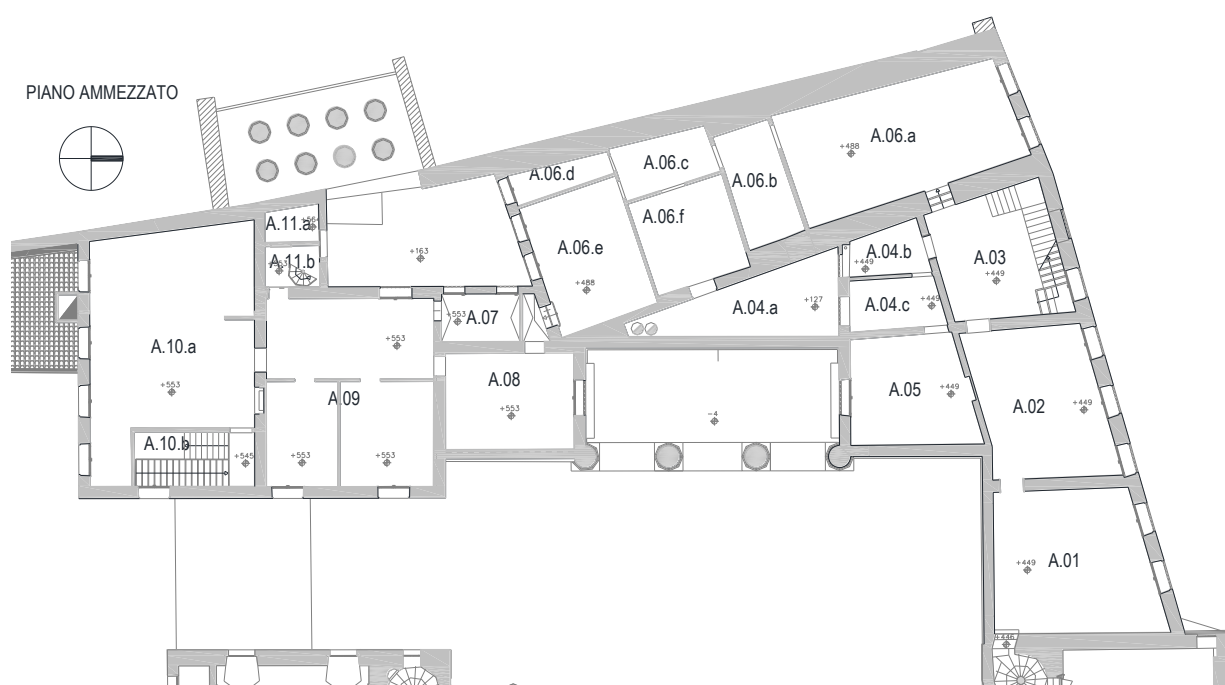 PIANO AMMEZZATO
A.06.a
+488
A.06.c
A.06.d
A.06.b
A.06.f
A.11.a
A.11.b
+163
A.06.e
+488
A.04.b
+449
A.03
+449
A.04.c
+449
A.04.a
+127
+553
A.07
+553
A.10.a
+553
A.08
+553
A.09
A.05
+449
A.02
+449
-4
A.10.b
+545
+553
+553
A.01
+449
+446